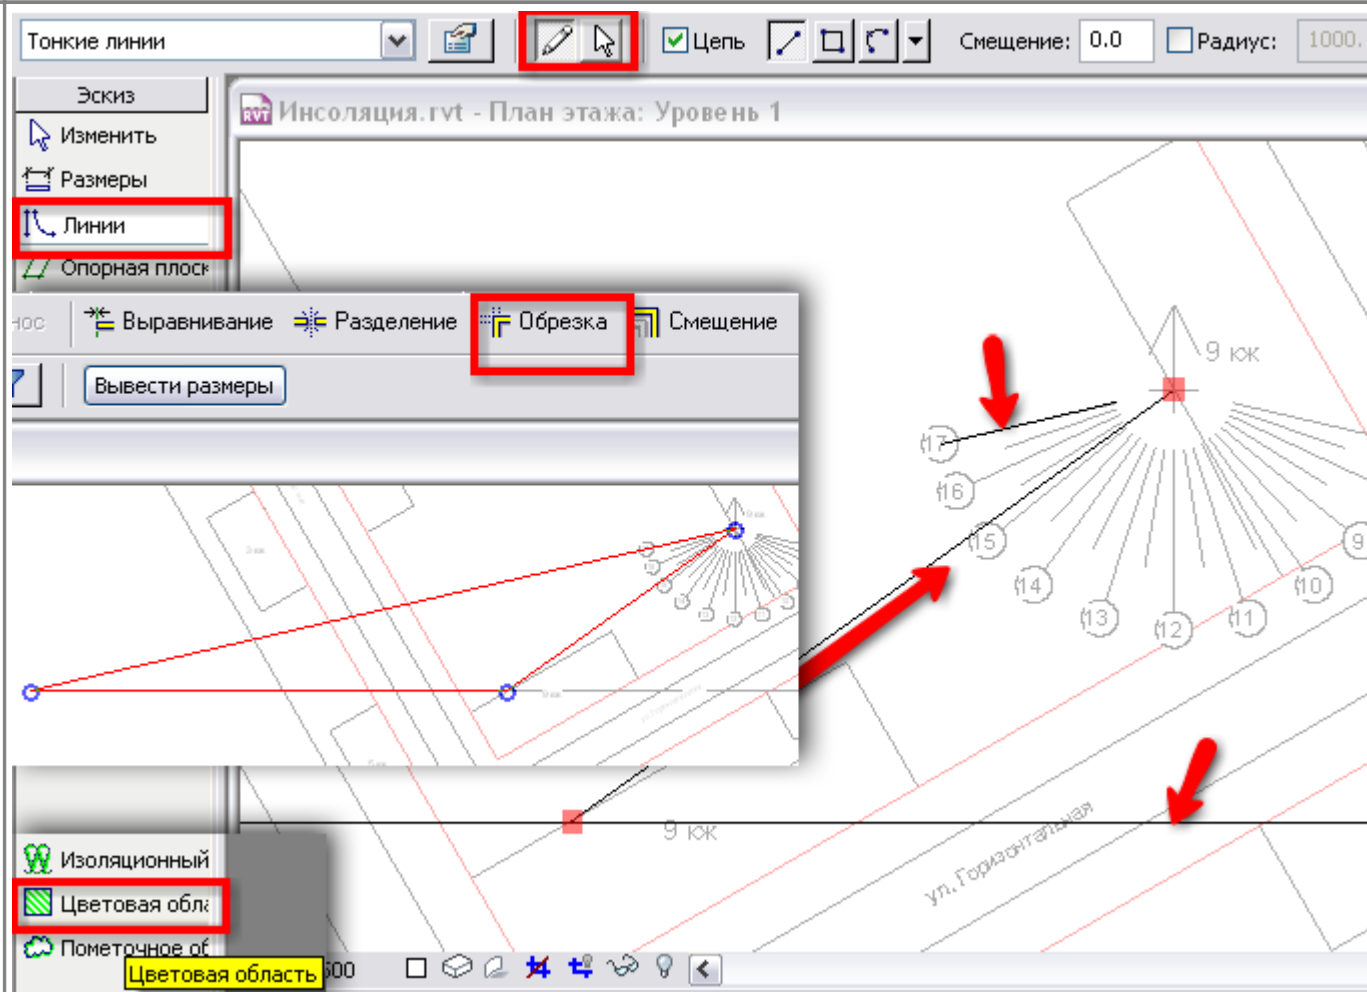 Тонкие линии
Цепь
Смещение: 0.0
Радиус: 1000.
Эскиз
Изменить
Размеры
Линии
Опорная плоск
Инсоляция.rvt - План этажа: Уровень 1
нос
Выравнивание
Разделение
Обрезка
Смещение
Вывести размеры
9 кж
17
16
15
14
13
12
11
10
9
9 кж
ул. Горизонтальная
Изоляционный
Цветовая обла
Пометочное об
Цветовая область